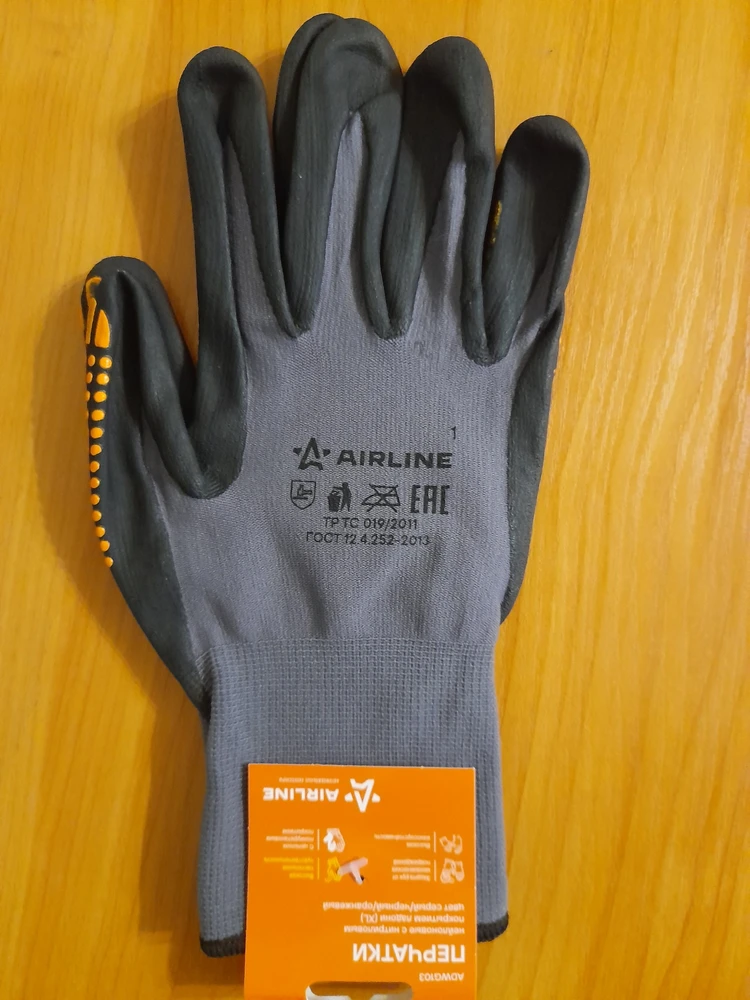 1
AIRLINE
EAC
ТР ТС 019/2011
ГОСТ 12.4.252-2013
ADWG103
ПЕРЧАТКИ
нейлоновые с нитриловым
покрытием ладони (XL)
цвет серый/черный/оранжевый
AIRLINE